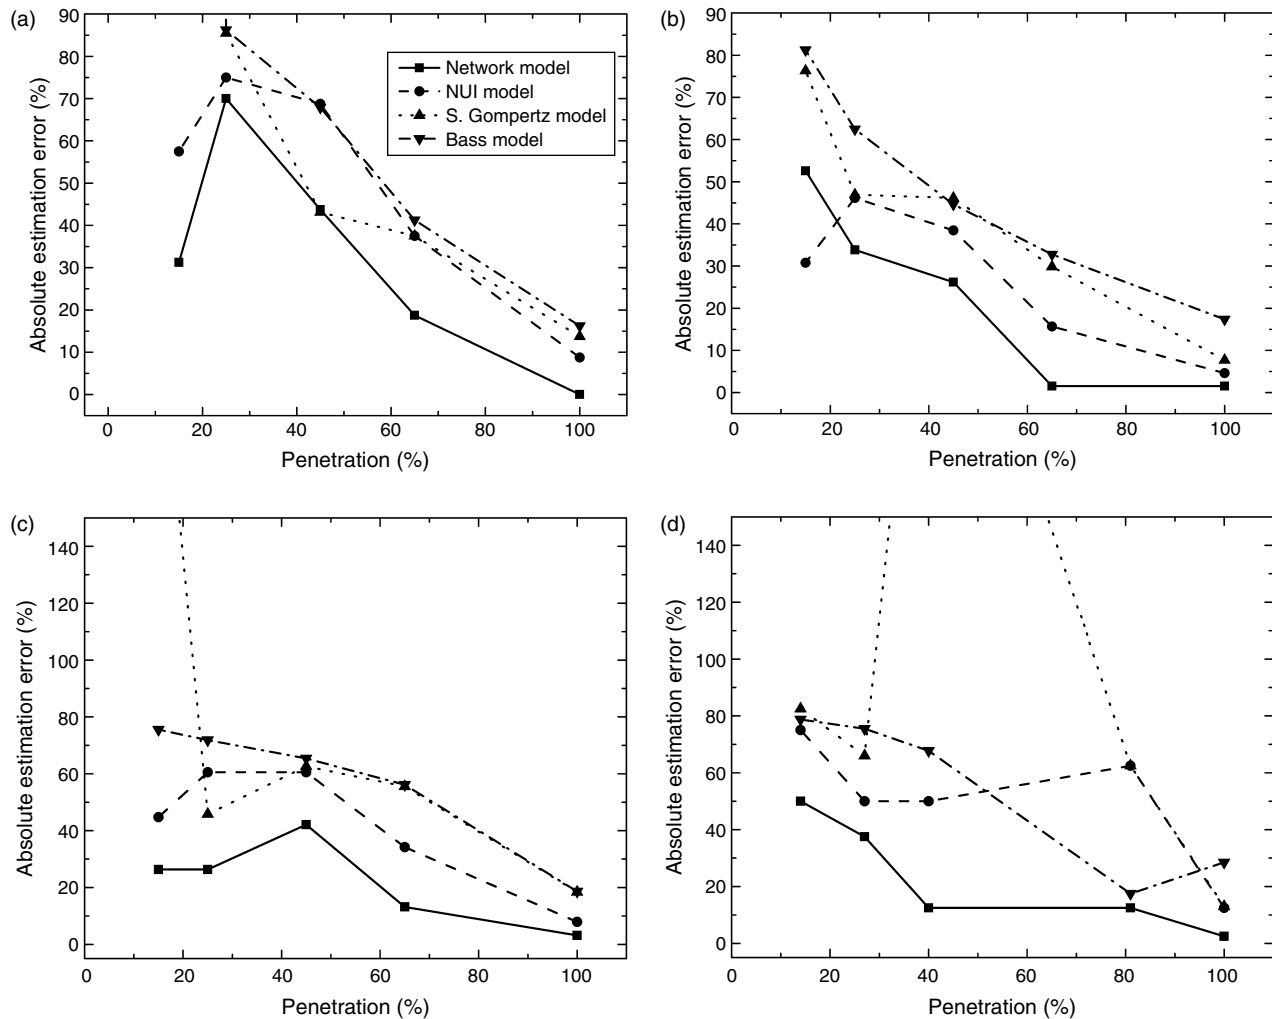 (a)
90
80
70
60
50
40
30
20
10
0
Absolute estimation error (%)
0 20 40 60 80 100
Penetration (%)
Network model
NUI model
S. Gompertz model
Bass model
(b)
90
80
70
60
50
40
30
20
10
0
Absolute estimation error (%)
0 20 40 60 80 100
Penetration (%)
(c)
140
120
100
80
60
40
20
0
Absolute estimation error (%)
0 20 40 60 80 100
Penetration (%)
(d)
140
120
100
80
60
40
20
0
Absolute estimation error (%)
0 20 40 60 80 100
Penetration (%)